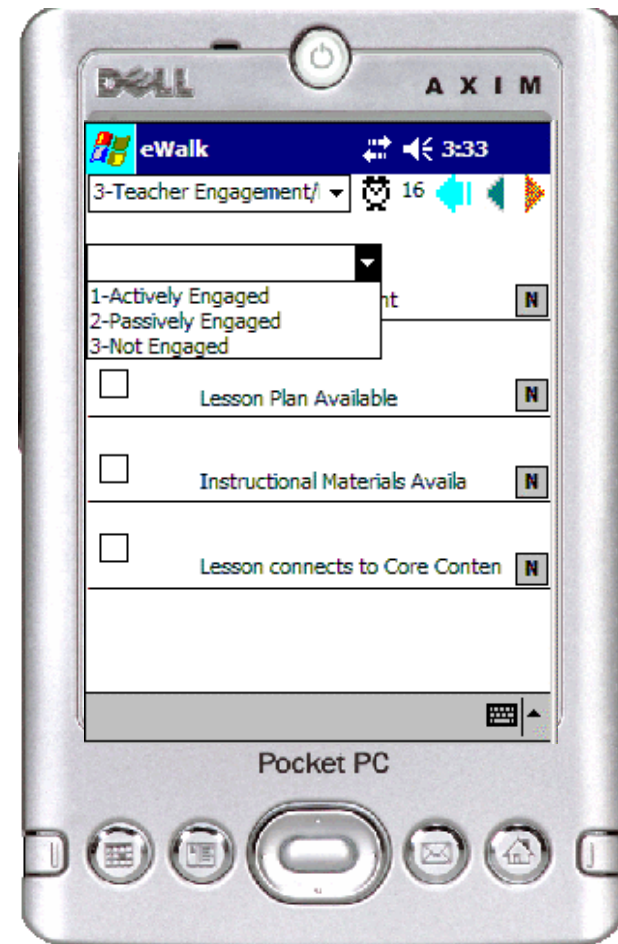 DELL
AXIM
eWalk 3:33
3-Teacher Engagement/ 16
1-Actively Engaged
2-Passively Engaged
3-Not Engaged
nt N
Lesson Plan Available N
Instructional Materials Availa N
Lesson connects to Core Conten N
Pocket PC